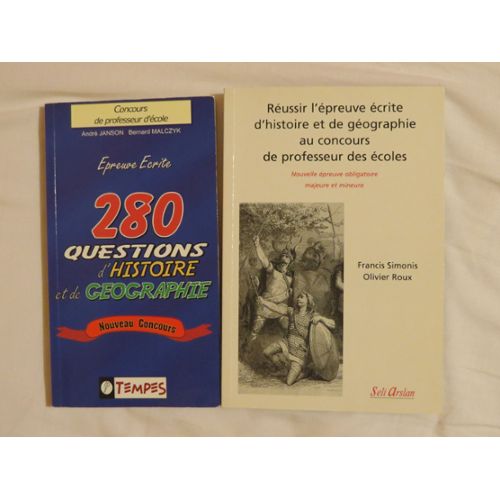 Concours
de professeur d'école
André JANSON Bernard MALCZYK
Epreuve Ecrite
280
QUESTIONS
d'HISTOIRE
et de GEOGRAPHIE
Nouveau Concours
TEMPES
Réussir l'épreuve écrite
d'histoire et de géographie
au concours
de professeur des écoles
Nouvelle épreuve obligatoire
majeure et mineure
Francis Simonis
Olivier Roux
Seli Arslan